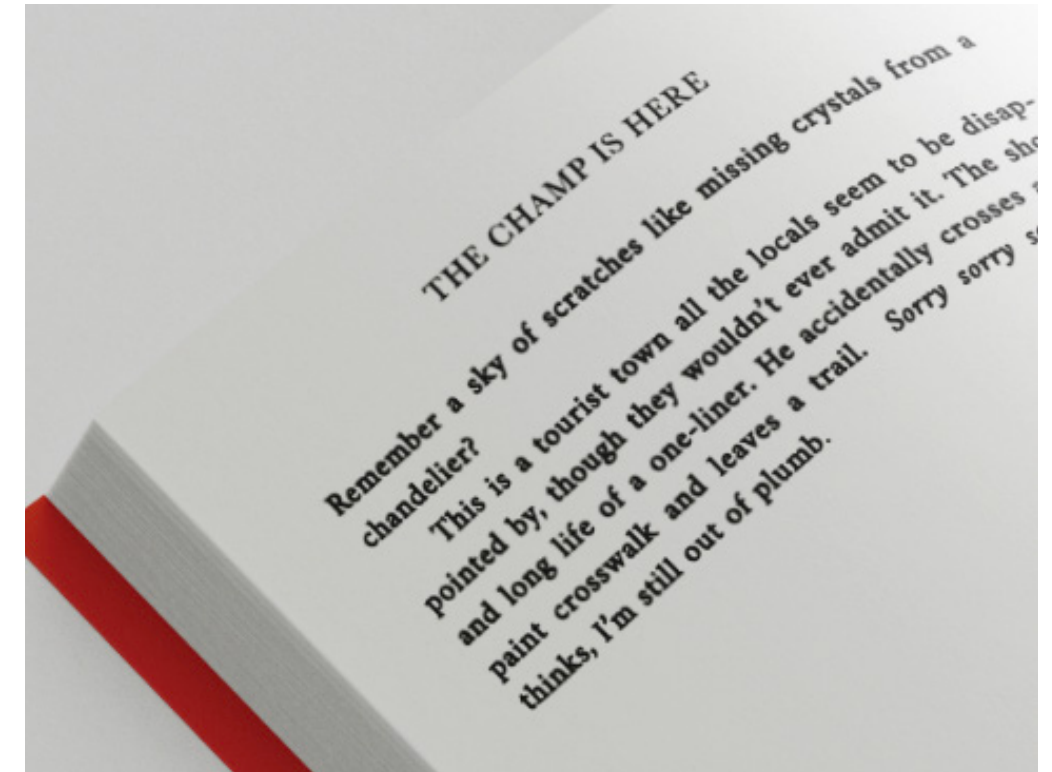 THE CHAMP IS HERE
Remember a sky of scratches like missing crystals from a
chandelier?
This is a tourist town all the locals seem to be disap-
pointed by, though they wouldn't ever admit it. The sho
and long life of a one-liner. He accidentally crosses a
paint crosswalk and leaves a trail. Sorry sorry so
thinks, I'm still out of plumb.